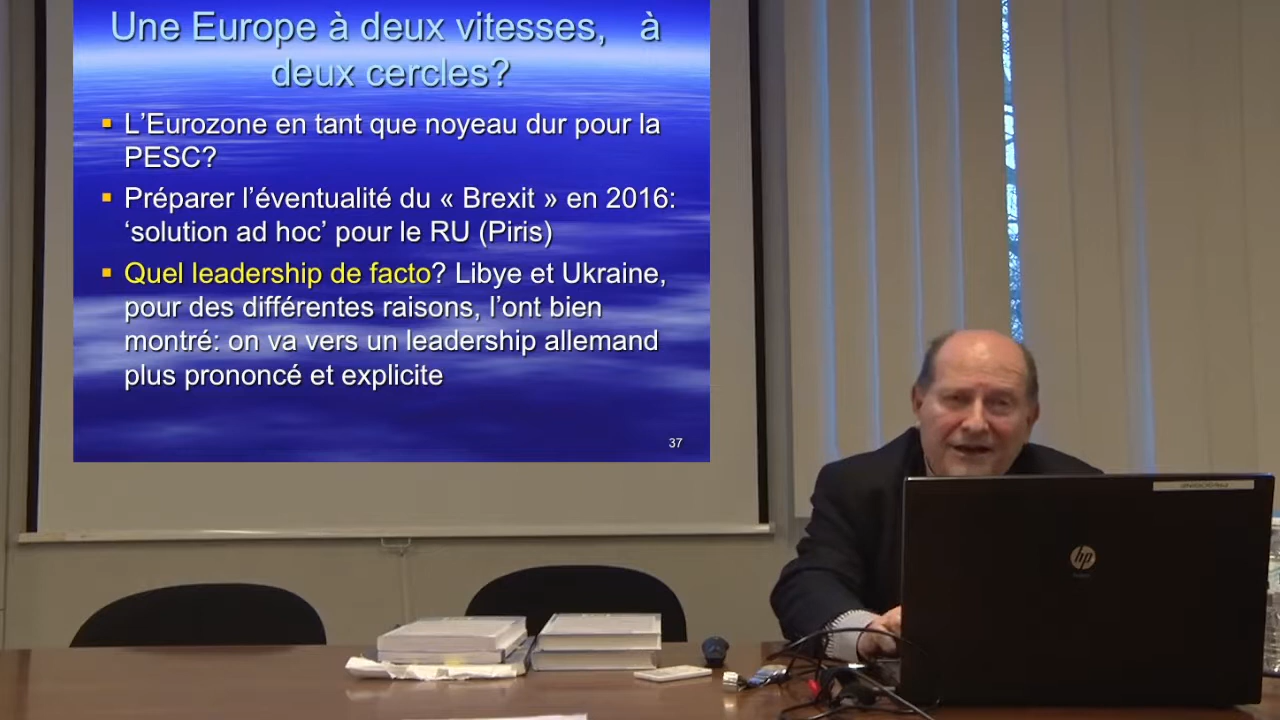 Une Europe à deux vitesses, à
deux cercles?
L'Eurozone en tant que noyeau dur pour la
PESC?
Préparer l'éventualité du « Brexit » en 2016:
'solution ad hoc' pour le RU (Piris)
Quel leadership de facto? Libye et Ukraine,
pour des différentes raisons, l'ont bien
montré: on va vers un leadership allemand
plus prononcé et explicite
37
hp